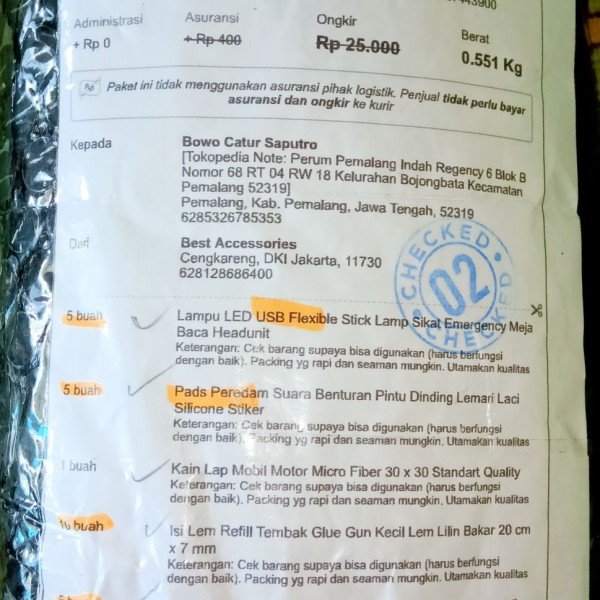 443900
Administrasi Asuransi Ongkir Berat
+ Rp 0 + Rp 400 Rp 25.000 0.551 Kg
Rp Paket ini tidak menggunakan asuransi pihak logistik. Penjual tidak perlu bayar
asuransi dan ongkir ke kurir
Kepada Bowo Catur Saputro
[Tokopedia Note: Perum Pemalang Indah Regency 6 Blok B
Nomor 68 RT 04 RW 18 Kelurahan Bojongbata Kecamatan
Pemalang 52319]
Pemalang, Kab. Pemalang, Jawa Tengah, 52319
6285326785353
Dari Best Accessories
Cengkareng, DKI Jakarta, 11730
628128686400
CHECKED 02 CHECKED
5 buah Lampu LED USB Flexible Stick Lamp Sikat Emergency Meja
Baca Headunit
Keterangan: Cek barang supaya bisa digunakan (harus berfungsi
dengan baik). Packing yg rapi dan seaman mungkin. Utamakan kualitas
5 buah Pads Peredam Suara Benturan Pintu Dinding Lemari Laci
Silicone Stiker
Keterangan: Cek barang supaya bisa digunakan (harus berfungsi
dengan baik). Packing yg rapi dan seaman mungkin. Utamakan kualitas
1 buah Kain Lap Mobil Motor Micro Fiber 30 x 30 Standart Quality
Keterangan: Cek barang supaya bisa digunakan (harus berfungsi
dengan baik). Packing yg rapi dan seaman mungkin. Utamakan kualitas
10 buah Isi Lem Refill Tembak Glue Gun Kecil Lem Lilin Bakar 20 cm
x 7 mm
Keterangan: Cek barang supaya bisa digunakan (harus berfungsi
dengan baik). Packing yg rapi dan seaman mungkin. Utamakan kualitas